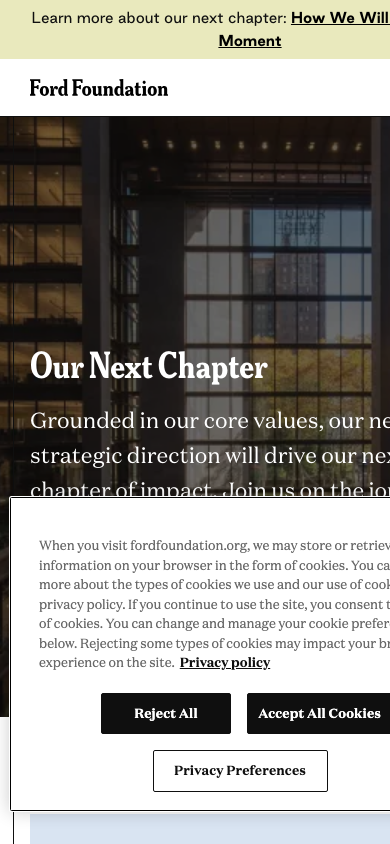 Learn more about our next chapter: How We Will
Moment
Ford Foundation
TUDOR
CITY
Our Next Chapter
Grounded in our core values, our ne
strategic direction will drive our nex
chapter of impact. Join us on the jou
When you visit fordfoundation.org, we may store or retriev
information on your browser in the form of cookies. You ca
more about the types of cookies we use and our use of cook
privacy policy. If you continue to use the site, you consent t
of cookies. You can change and manage your cookie prefer
below. Rejecting some types of cookies may impact your br
experience on the site. Privacy policy
Reject All
Accept All Cookies
Privacy Preferences